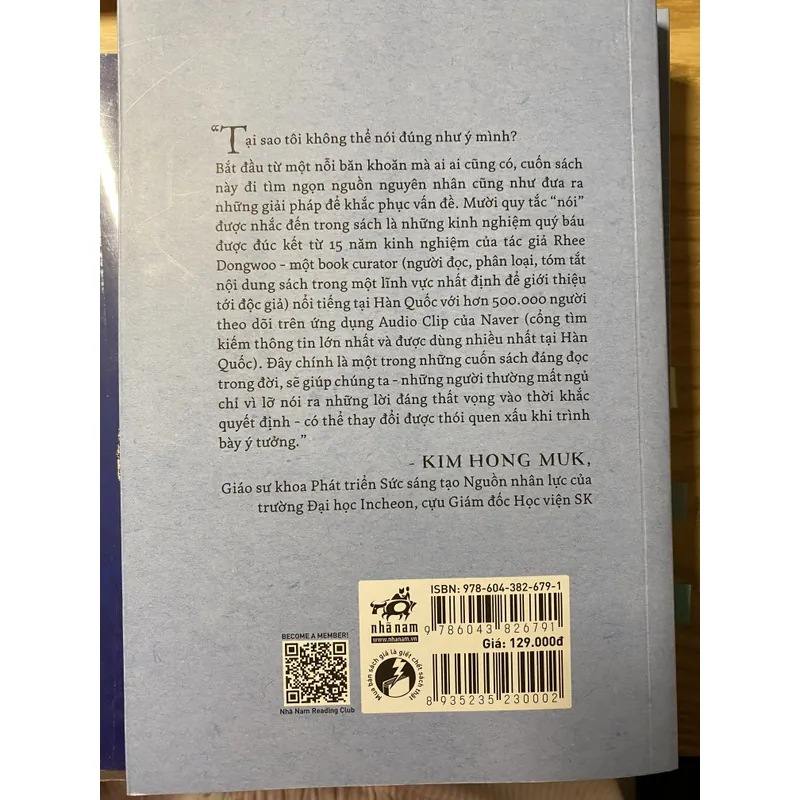 “Tại sao tôi không thể nói đúng như ý mình?
Bắt đầu từ một nỗi băn khoăn mà ai ai cũng có, cuốn sách
này đi tìm ngọn nguồn nguyên nhân cũng như đưa ra
những giải pháp để khắc phục vấn đề. Mười quy tắc “nói”
được nhắc đến trong sách là những kinh nghiệm quý báu
được đúc kết từ 15 năm kinh nghiệm của tác giả Rhee
Dongwoo - một book curator (người đọc, phân loại, tóm tắt
nội dung sách trong một lĩnh vực nhất định để giới thiệu
tới độc giả) nổi tiếng tại Hàn Quốc với hơn 500.000 người
theo dõi trên ứng dụng Audio Clip của Naver (cổng tìm
kiếm thông tin lớn nhất và được dùng nhiều nhất tại Hàn
Quốc). Đây chính là một trong những cuốn sách đáng đọc
trong đời, sẽ giúp chúng ta - những người thường mất ngủ
chỉ vì lỡ nói ra những lời đáng thất vọng vào thời khắc
quyết định - có thể thay đổi được thói quen xấu khi trình
bày ý tưởng.”
- KIM HONG MUK,
Giáo sư khoa Phát triển Sức sáng tạo Nguồn nhân lực của
trường Đại học Incheon, cựu Giám đốc Học viện SK
BECOME A MEMBER!
Nhã Nam Reading Club
nhã nam
www.nhanam.vn
Mua bán sách giả là giết chết sách thật
ISBN: 978-604-382-679-1
9 786043 826791
Giá: 129.000đ
8 935235 230002